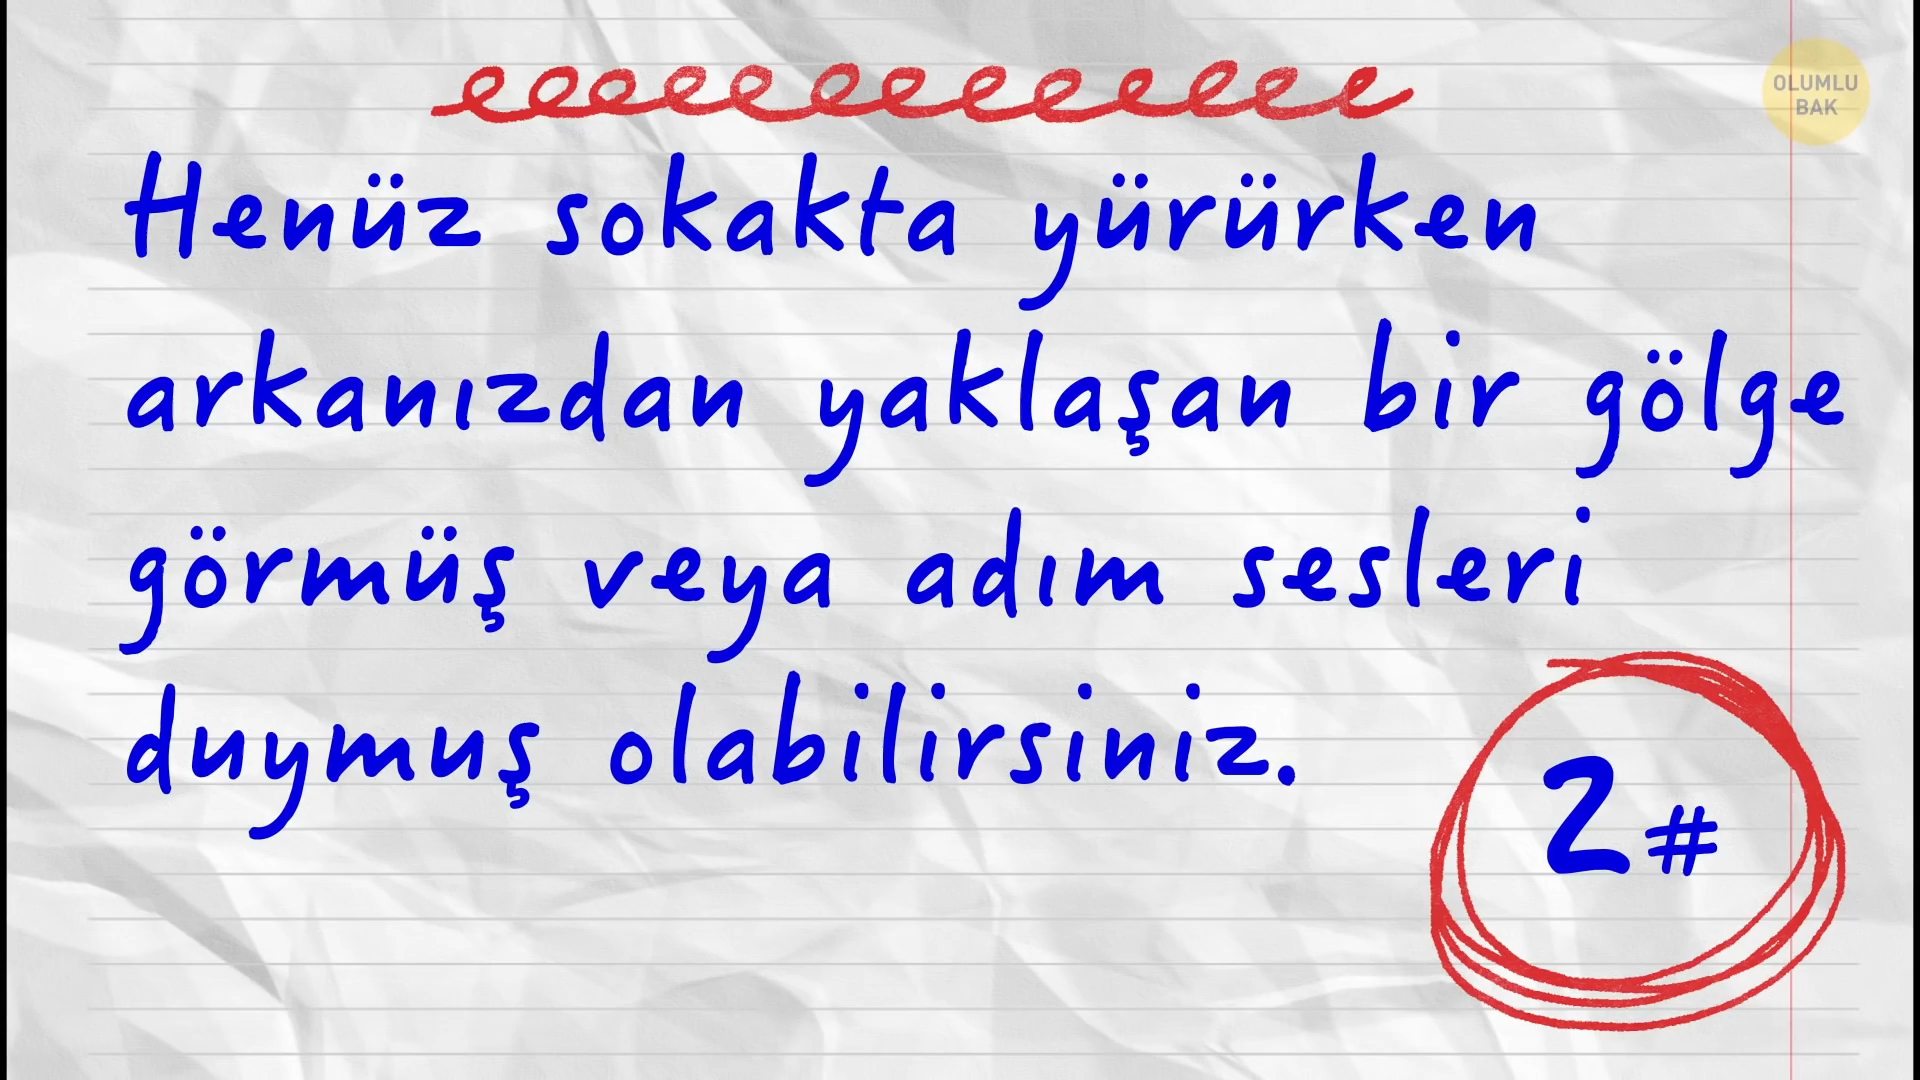 OLUMLU
BAK
Henüz sokakta yürürken
arkanızdan yaklaşan bir gölge
görmüş veya adım sesleri
duymuş olabilirsiniz.
2#